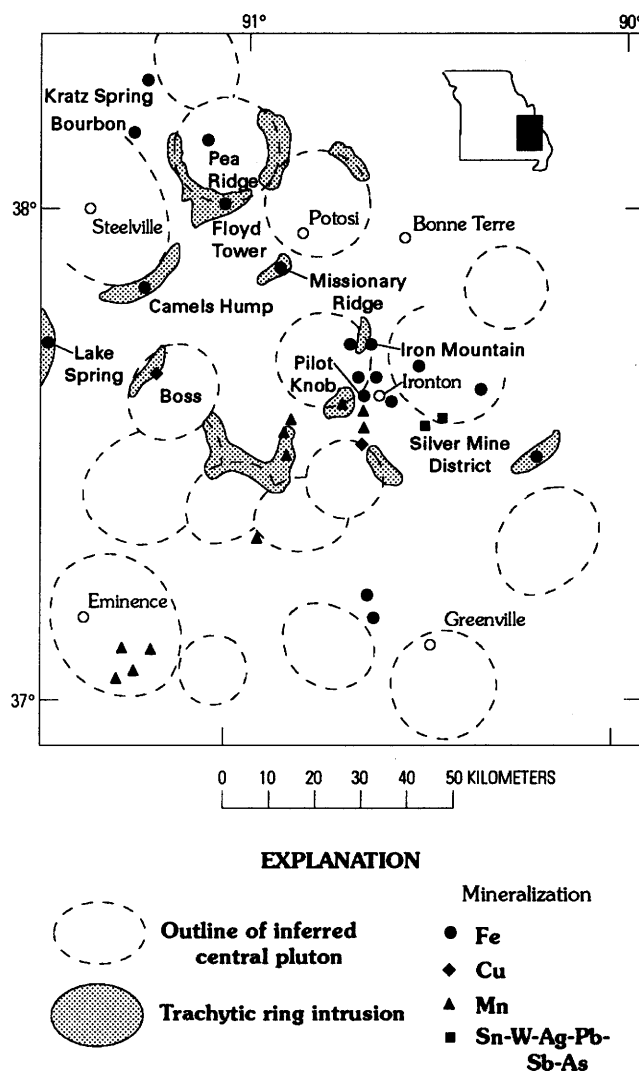 91°
90°
Kratz Spring
Bourbon
Pea
Ridge
38°
Steelville
Floyd
Tower
Potosi
Bonne Terre
Missionary
Ridge
Camels Hump
Iron Mountain
Lake
Spring
Pilot
Knob
Ironton
Boss
Silver Mine
District
Eminence
Greenville
37°
0 10 20 30 40 50 KILOMETERS
EXPLANATION
Mineralization
Outline of inferred
central pluton
Trachytic ring intrusion
Fe
Cu
Mn
Sn-W-Ag-Pb-
Sb-As